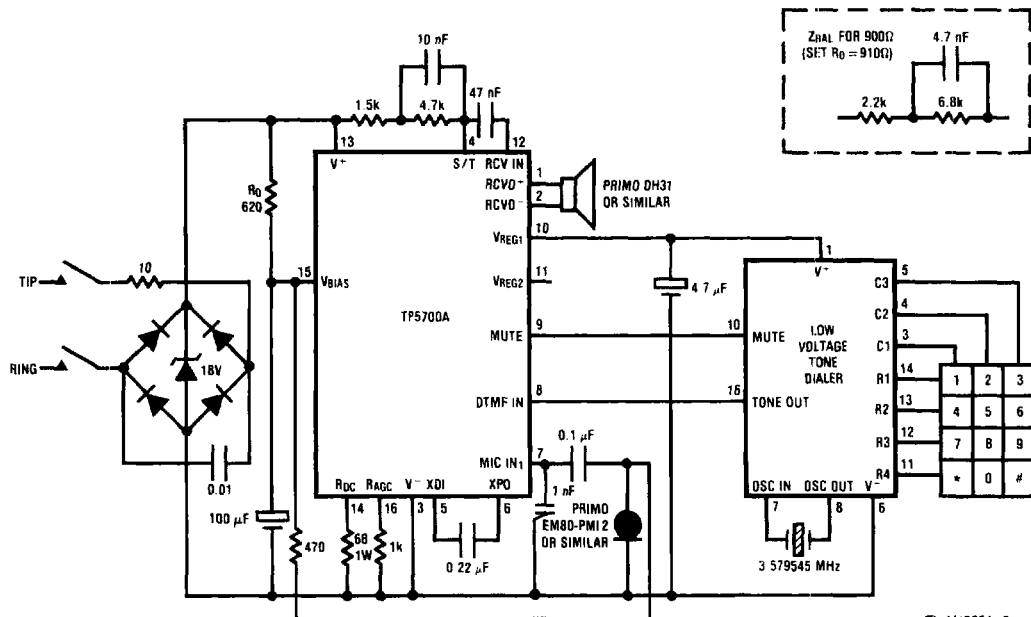 10 nF
47 nF
1.5k
4.7k
13
4
12
V+
S/T
RCV IN
RCVO+
1
RCVO-
2
PRIMO DH31
OR SIMILAR
ZBAL FOR 900Ω
(SET R0 = 910Ω)
4.7 nF
2.2k
6.8k
R0
620
VREG1
10
TIP
10
15
VBIAS
VREG2
11
4 7 µF
1
V+
C3
5
C2
4
C1
3
TP5700A
MUTE
9
10
MUTE
LOW
VOLTAGE
TONE
DIALER
RING
18V
R1
14
R2
13
R3
12
R4
11
1 2 3
4 5 6
7 8 9
* 0 #
DTMF IN
8
16
TONE OUT
0.01
MIC IN1
7
0.1 µF
1 nF
PRIMO
EM80-PMI 2
OR SIMILAR
RDC
RAGC
V-
XDI
XPO
14
16
3
5
6
100 µF
470
68
1W
1k
0 22 µF
OSC IN
OSC OUT
V-
7
8
6
3 579545 MHz